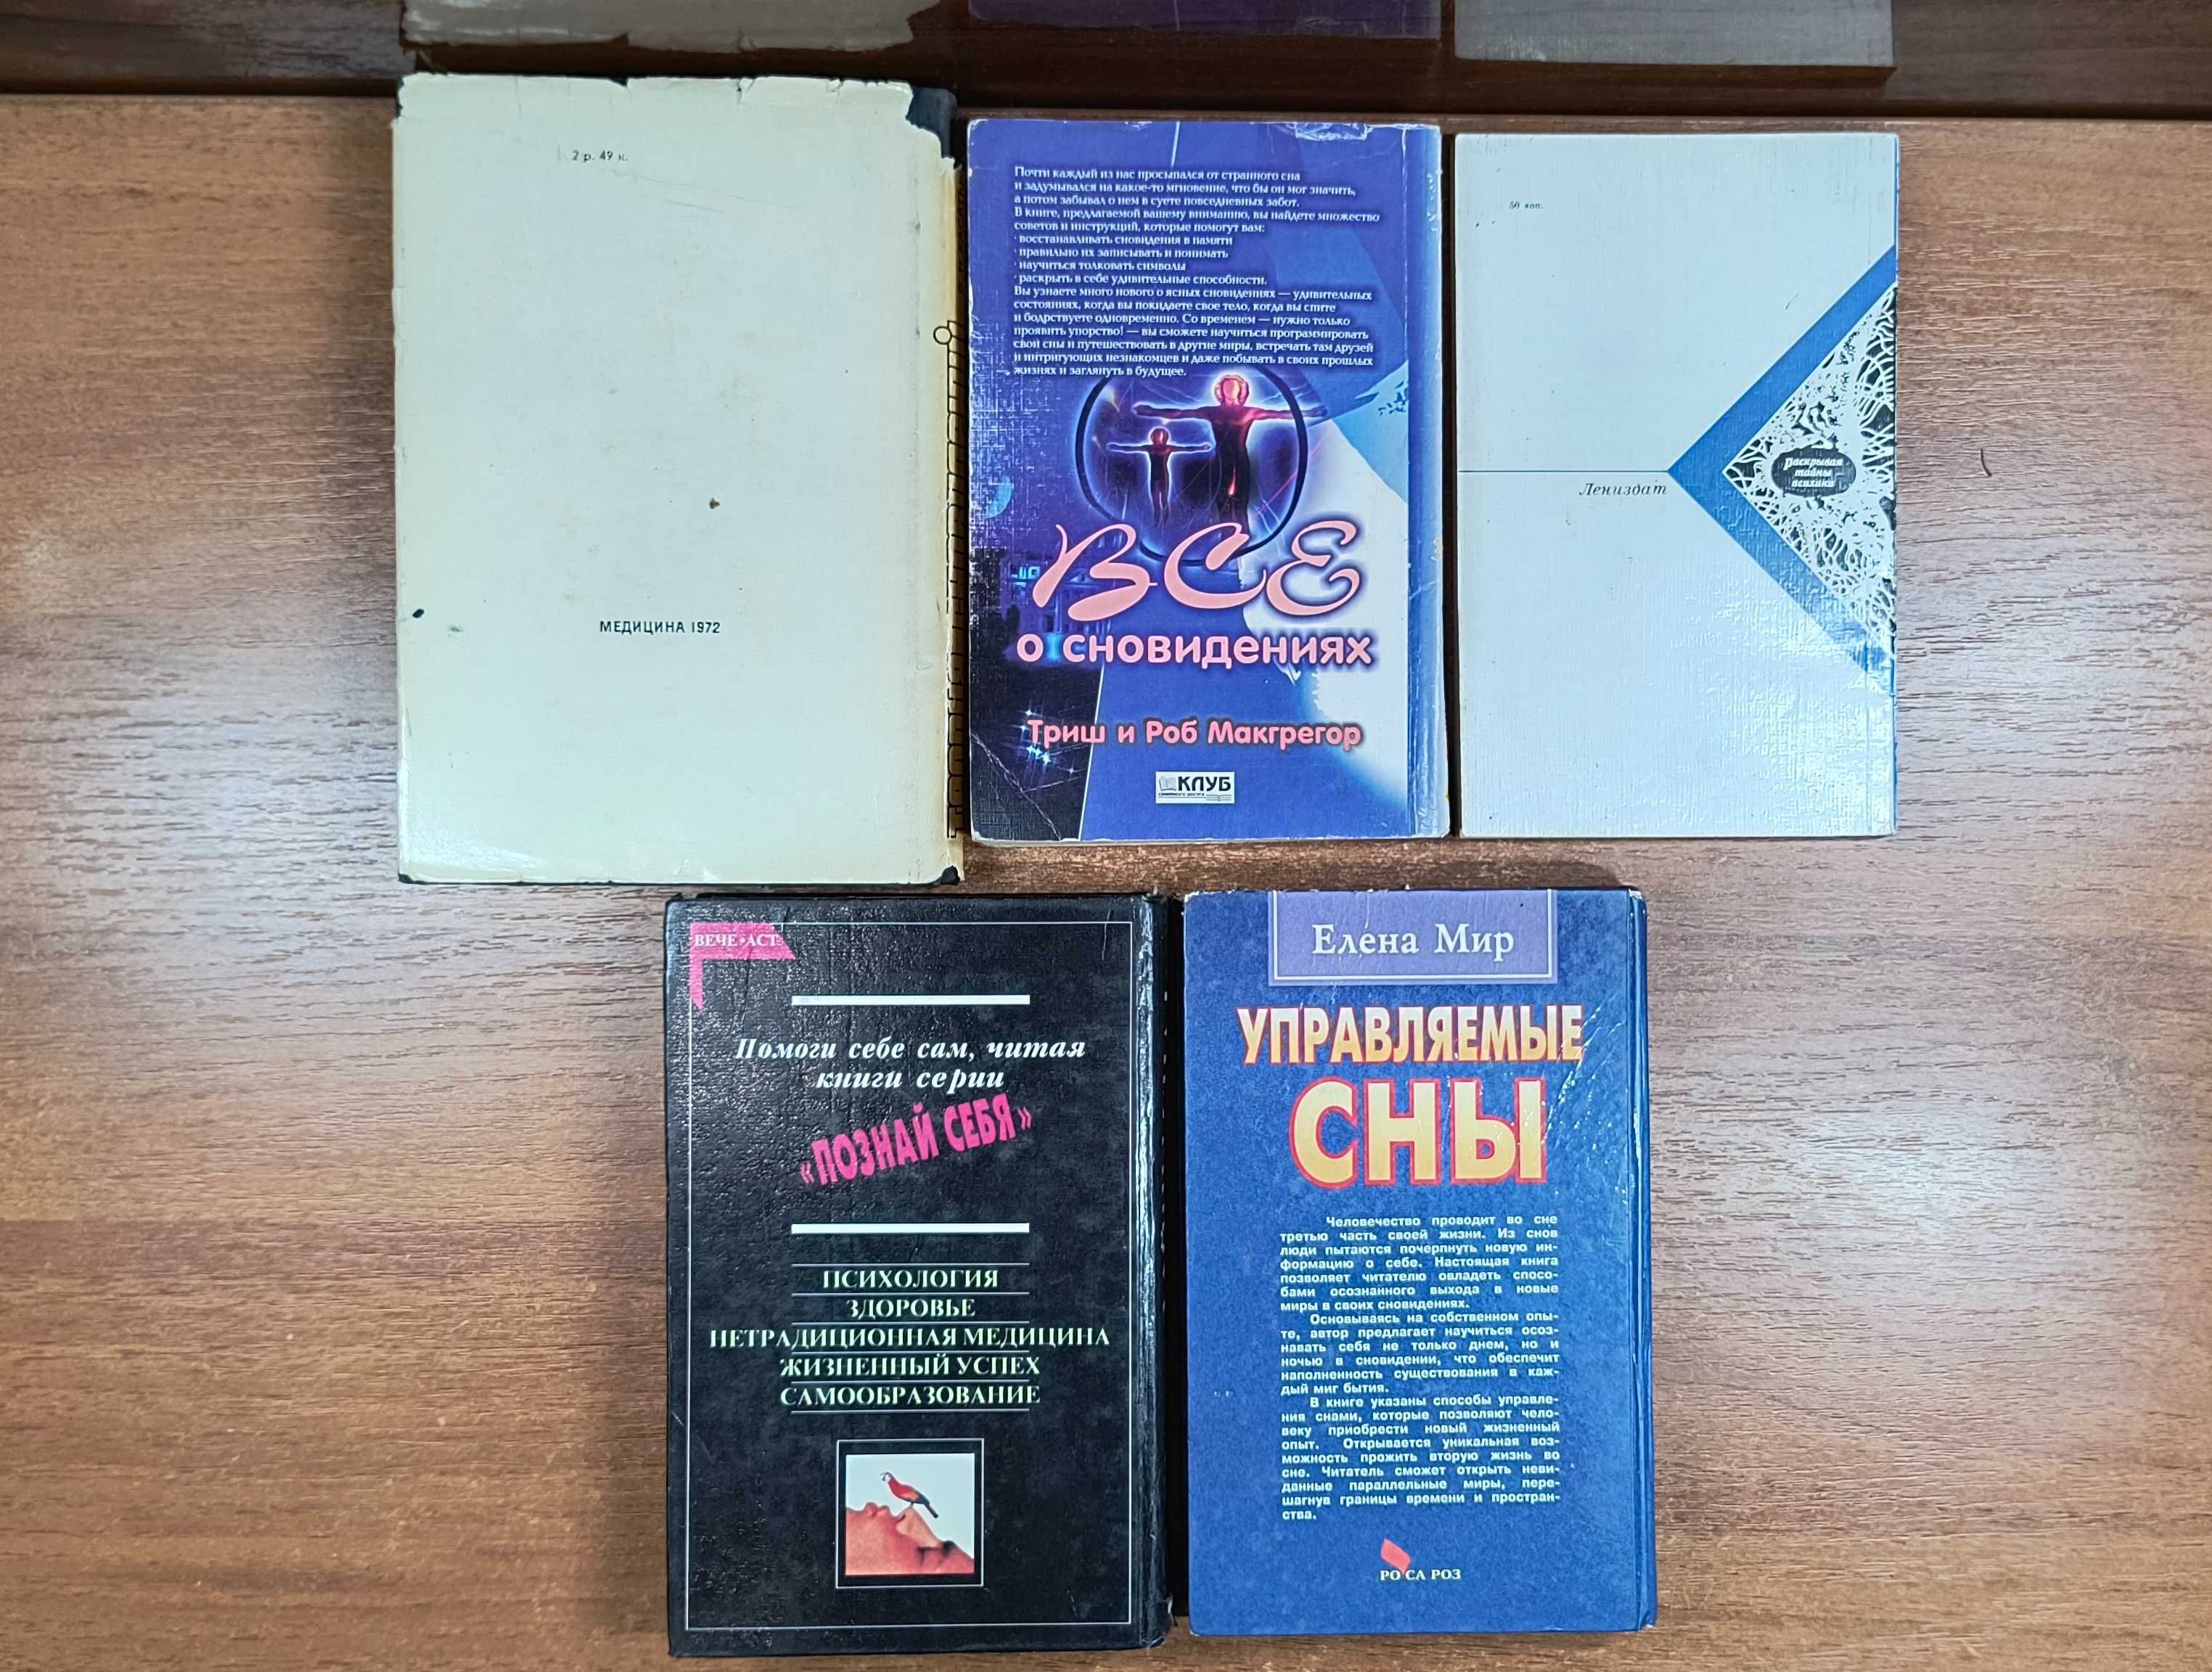 2 р. 49 к.
МЕДИЦИНА 1972
Почти каждый из нас просыпался от странного сна
и задумывался на какое-то мгновение, что бы он мог значить,
а потом забывал о нем в суете повседневных забот.
В книге, предлагаемой вашему вниманию, вы найдете множество
советов и инструкций, которые помогут вам:
· восстанавливать сновидения в памяти
· правильно их записывать и понимать
· научиться толковать символы
· раскрыть в себе удивительные способности.
Вы узнаете много нового о ясных сновидениях — удивительных
состояниях, когда вы покидаете свое тело, когда вы спите
и бодрствуете одновременно. Со временем — нужно только
проявить упорство! — вы сможете научиться программировать
свои сны и путешествовать в другие миры, встречать там друзей
и интригующих незнакомцев и даже побывать в своих прошлых
жизнях и заглянуть в будущее.
ВСЕ
о сновидениях
Триш и Роб Макгрегор
КЛУБ
50 коп.
Лениздат
Раскрывая
тайны
психики
ВЕЧЕ•АСТ
Помоги себе сам, читая
книги серии
«ПОЗНАЙ СЕБЯ»
ПСИХОЛОГИЯ
ЗДОРОВЬЕ
НЕТРАДИЦИОННАЯ МЕДИЦИНА
ЖИЗНЕННЫЙ УСПЕХ
САМООБРАЗОВАНИЕ
Елена Мир
УПРАВЛЯЕМЫЕ
СНЫ
Человечество проводит во сне
третью часть своей жизни. Из снов
люди пытаются почерпнуть новую ин-
формацию о себе. Настоящая книга
позволяет читателю овладеть спосо-
бами осознанного выхода в новые
миры в своих сновидениях.
Основываясь на собственном опы-
те, автор предлагает научиться осоз-
навать себя не только днем, но и
ночью в сновидении, что обеспечит
наполненность существования в каж-
дый миг бытия.
В книге указаны способы управле-
ния снами, которые позволяют чело-
веку приобрести новый жизненный
опыт. Открывается уникальная воз-
можность прожить вторую жизнь во
сне. Читатель сможет открыть неви-
данные параллельные миры, пере-
шагнув границы времени и простран-
ства.
РОСА РОЗ